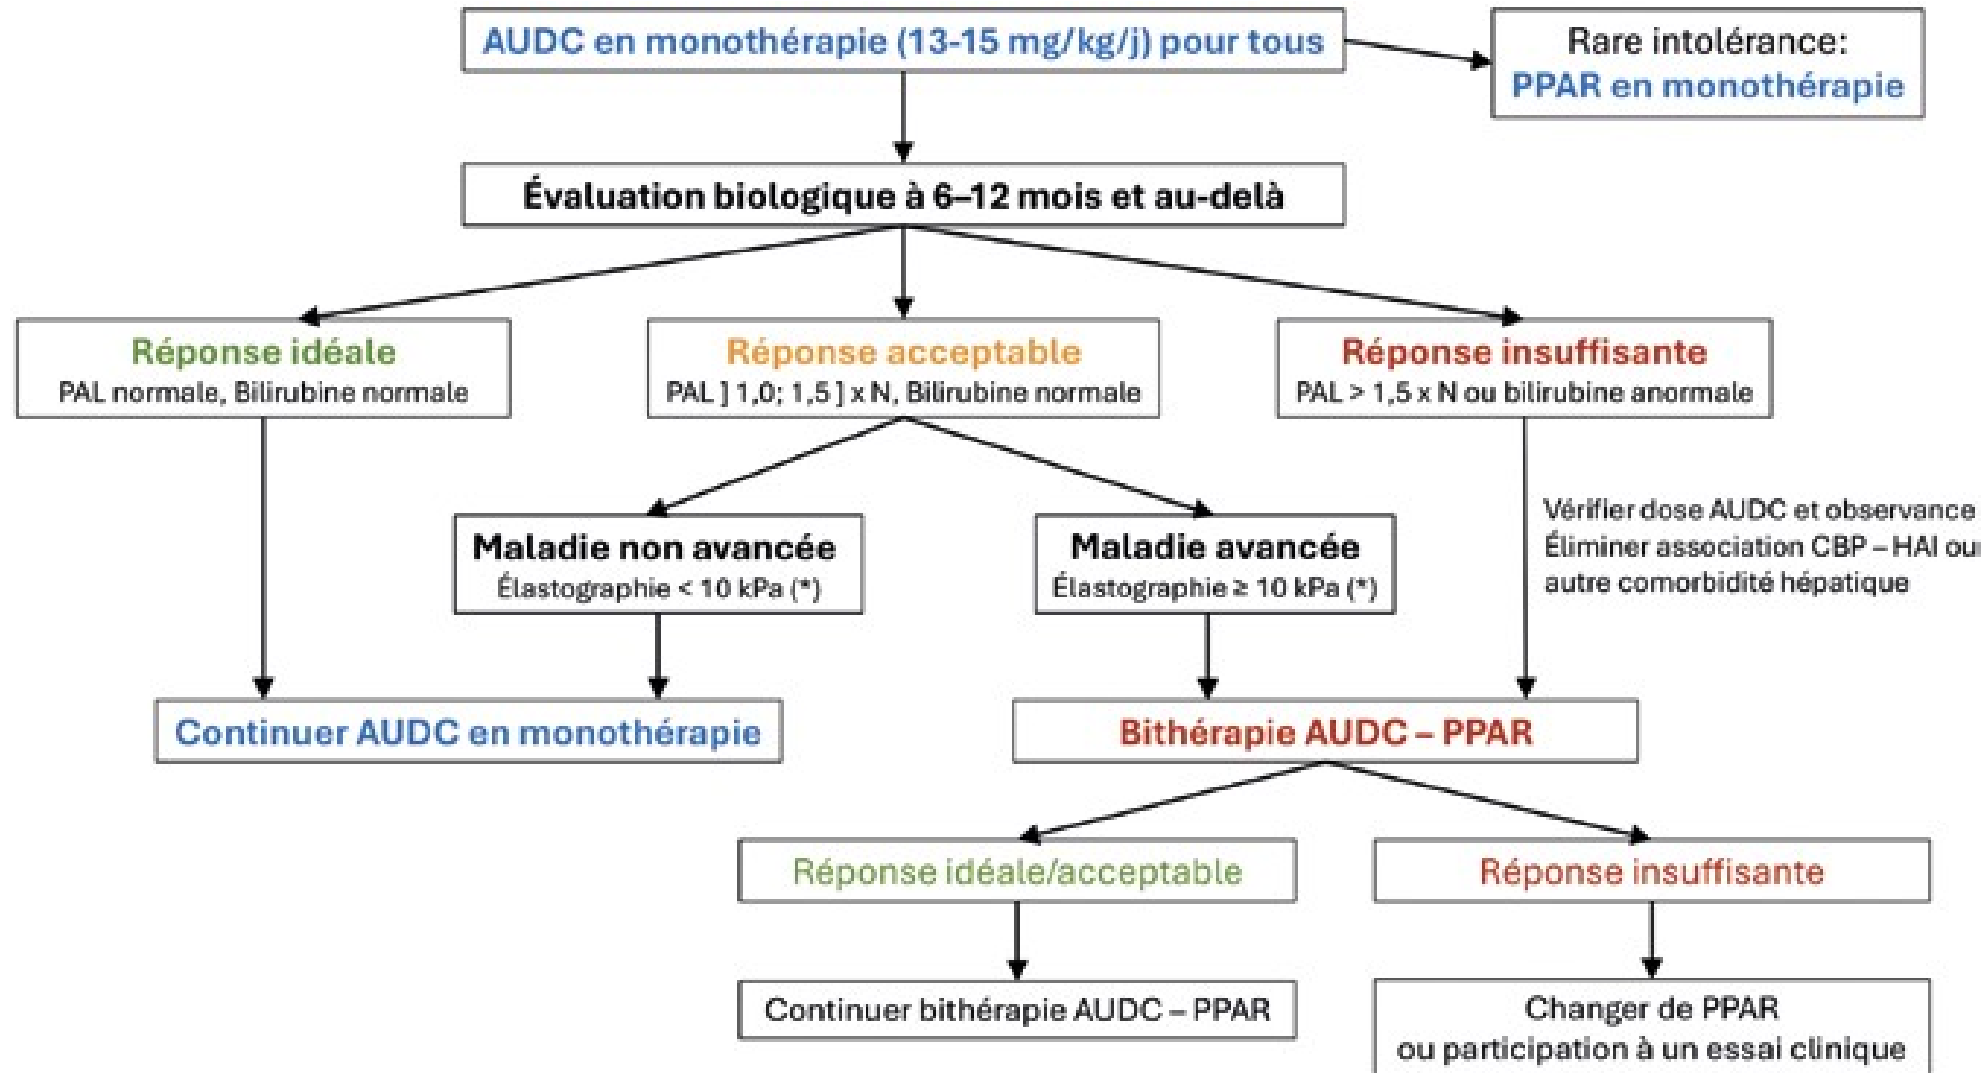 AUDC en monothérapie (13-15 mg/kg/j) pour tous
Rare intolérance:
PPAR en monothérapie
Évaluation biologique à 6–12 mois et au-delà
Réponse idéale
PAL normale, Bilirubine normale
Réponse acceptable
PAL ] 1,0; 1,5 ] x N, Bilirubine normale
Réponse insuffisante
PAL > 1,5 x N ou bilirubine anormale
Maladie non avancée
Élastographie < 10 kPa (*)
Maladie avancée
Élastographie ≥ 10 kPa (*)
Vérifier dose AUDC et observance
Éliminer association CBP – HAI ou
autre comorbidité hépatique
Continuer AUDC en monothérapie
Bithérapie AUDC – PPAR
Réponse idéale/acceptable
Réponse insuffisante
Continuer bithérapie AUDC – PPAR
Changer de PPAR
ou participation à un essai clinique